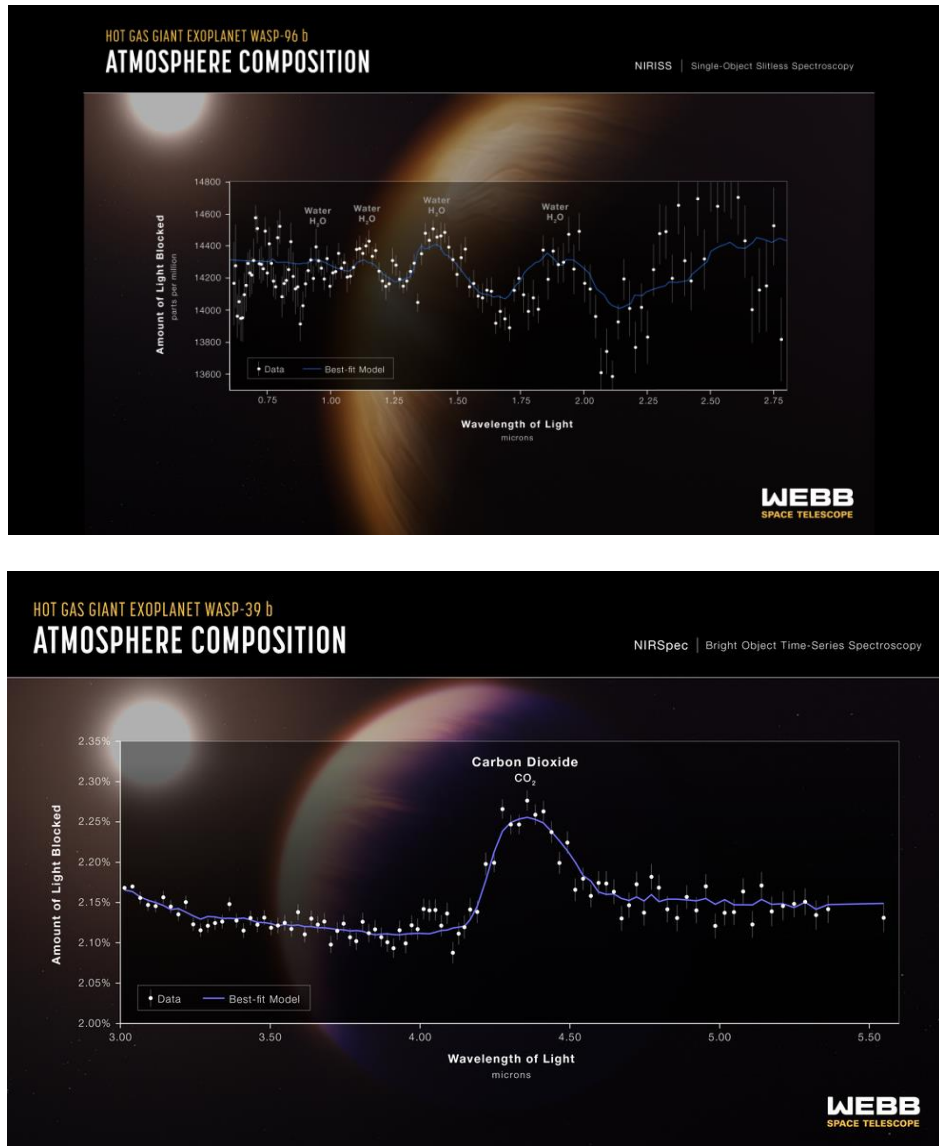 HOT GAS GIANT EXOPLANET WASP-96 b
ATMOSPHERE COMPOSITION
NIRISS | Single-Object Slitless Spectroscopy
14800
14600
14400
14200
14000
13800
13600
Amount of Light Blocked
parts per million
Water
H₂O
Water
H₂O
Water
H₂O
Water
H₂O
Data
Best-fit Model
0.75 1.00 1.25 1.50 1.75 2.00 2.25 2.50 2.75
Wavelength of Light
microns
WEBB
SPACE TELESCOPE
HOT GAS GIANT EXOPLANET WASP-39 b
ATMOSPHERE COMPOSITION
NIRSpec | Bright Object Time-Series Spectroscopy
2.35%
2.30%
2.25%
2.20%
2.15%
2.10%
2.05%
2.00%
Amount of Light Blocked
Carbon Dioxide
CO₂
Data
Best-fit Model
3.00 3.50 4.00 4.50 5.00 5.50
Wavelength of Light
microns
WEBB
SPACE TELESCOPE